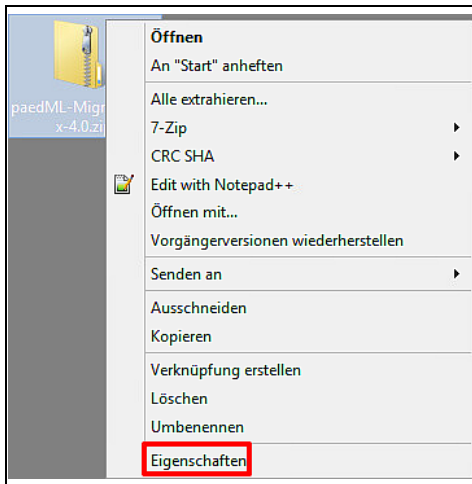 paedML-Migr
x-4.0.zi
Öffnen
An "Start" anheften
Alle extrahieren...
7-Zip
CRC SHA
Edit with Notepad++
Öffnen mit...
Vorgängerversionen wiederherstellen
Senden an
Ausschneiden
Kopieren
Verknüpfung erstellen
Löschen
Umbenennen
Eigenschaften